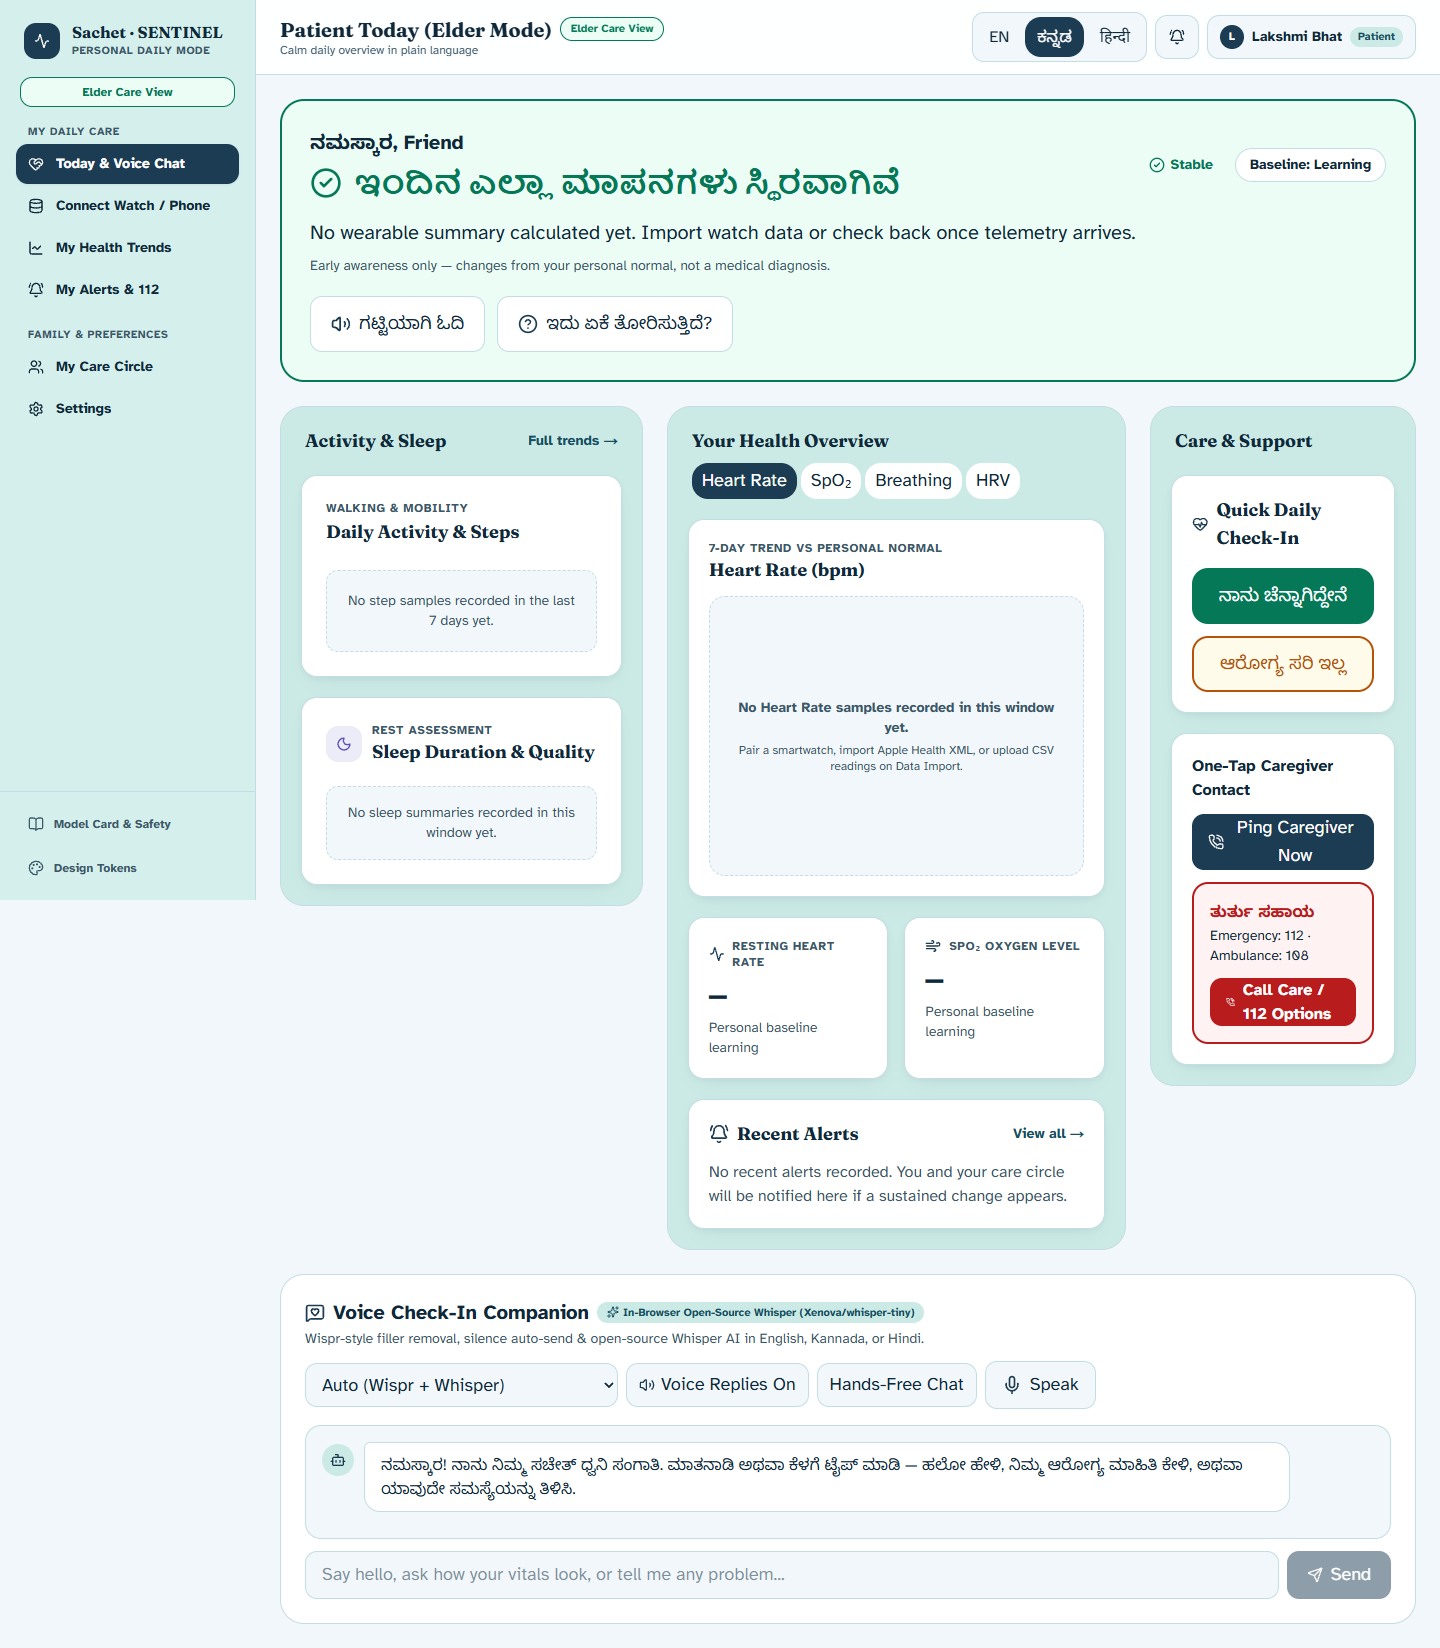 Sachet · SENTINEL
PERSONAL DAILY MODE
Elder Care View
MY DAILY CARE
Today & Voice Chat
Connect Watch / Phone
My Health Trends
My Alerts & 112
FAMILY & PREFERENCES
My Care Circle
Settings
Model Card & Safety
Design Tokens
Patient Today (Elder Mode)
Elder Care View
Calm daily overview in plain language
EN
ಕನ್ನಡ
हिन्दी
L
Lakshmi Bhat
Patient
ನಮಸ್ಕಾರ, Friend
ಇಂದಿನ ಎಲ್ಲಾ ಮಾಪನಗಳು ಸ್ಥಿರವಾಗಿವೆ
Stable
Baseline: Learning
No wearable summary calculated yet. Import watch data or check back once telemetry arrives.
Early awareness only — changes from your personal normal, not a medical diagnosis.
ಗಟ್ಟಿಯಾಗಿ ಓದಿ
ಇದು ಏಕೆ ತೋರಿಸುತ್ತಿದೆ?
Activity & Sleep
Full trends →
WALKING & MOBILITY
Daily Activity & Steps
No step samples recorded in the last
7 days yet.
REST ASSESSMENT
Sleep Duration & Quality
No sleep summaries recorded in this
window yet.
Your Health Overview
Heart Rate
SpO₂
Breathing
HRV
7-DAY TREND VS PERSONAL NORMAL
Heart Rate (bpm)
No Heart Rate samples recorded in this window
yet.
Pair a smartwatch, import Apple Health XML, or upload CSV
readings on Data Import.
RESTING HEART
RATE
—
Personal baseline
learning
SPO₂ OXYGEN LEVEL
—
Personal baseline
learning
Recent Alerts
View all →
No recent alerts recorded. You and your care circle
will be notified here if a sustained change appears.
Care & Support
Quick Daily
Check-In
ನಾನು ಚೆನ್ನಾಗಿದ್ದೇನೆ
ಆರೋಗ್ಯ ಸರಿ ಇಲ್ಲ
One-Tap Caregiver
Contact
Ping Caregiver
Now
ತುರ್ತು ಸಹಾಯ
Emergency: 112 ·
Ambulance: 108
Call Care /
112 Options
Voice Check-In Companion
In-Browser Open-Source Whisper (Xenova/whisper-tiny)
Wispr-style filler removal, silence auto-send & open-source Whisper AI in English, Kannada, or Hindi.
Auto (Wispr + Whisper)
Voice Replies On
Hands-Free Chat
Speak
ನಮಸ್ಕಾರ! ನಾನು ನಿಮ್ಮ ಸಚೇತ್ ಧ್ವನಿ ಸಂಗಾತಿ. ಮಾತನಾಡಿ ಅಥವಾ ಕೆಳಗೆ ಟೈಪ್ ಮಾಡಿ — ಹಲೋ ಹೇಳಿ, ನಿಮ್ಮ ಆರೋಗ್ಯ ಮಾಹಿತಿ ಕೇಳಿ, ಅಥವಾ
ಯಾವುದೇ ಸಮಸ್ಯೆಯನ್ನು ತಿಳಿಸಿ.
Say hello, ask how your vitals look, or tell me any problem...
Send